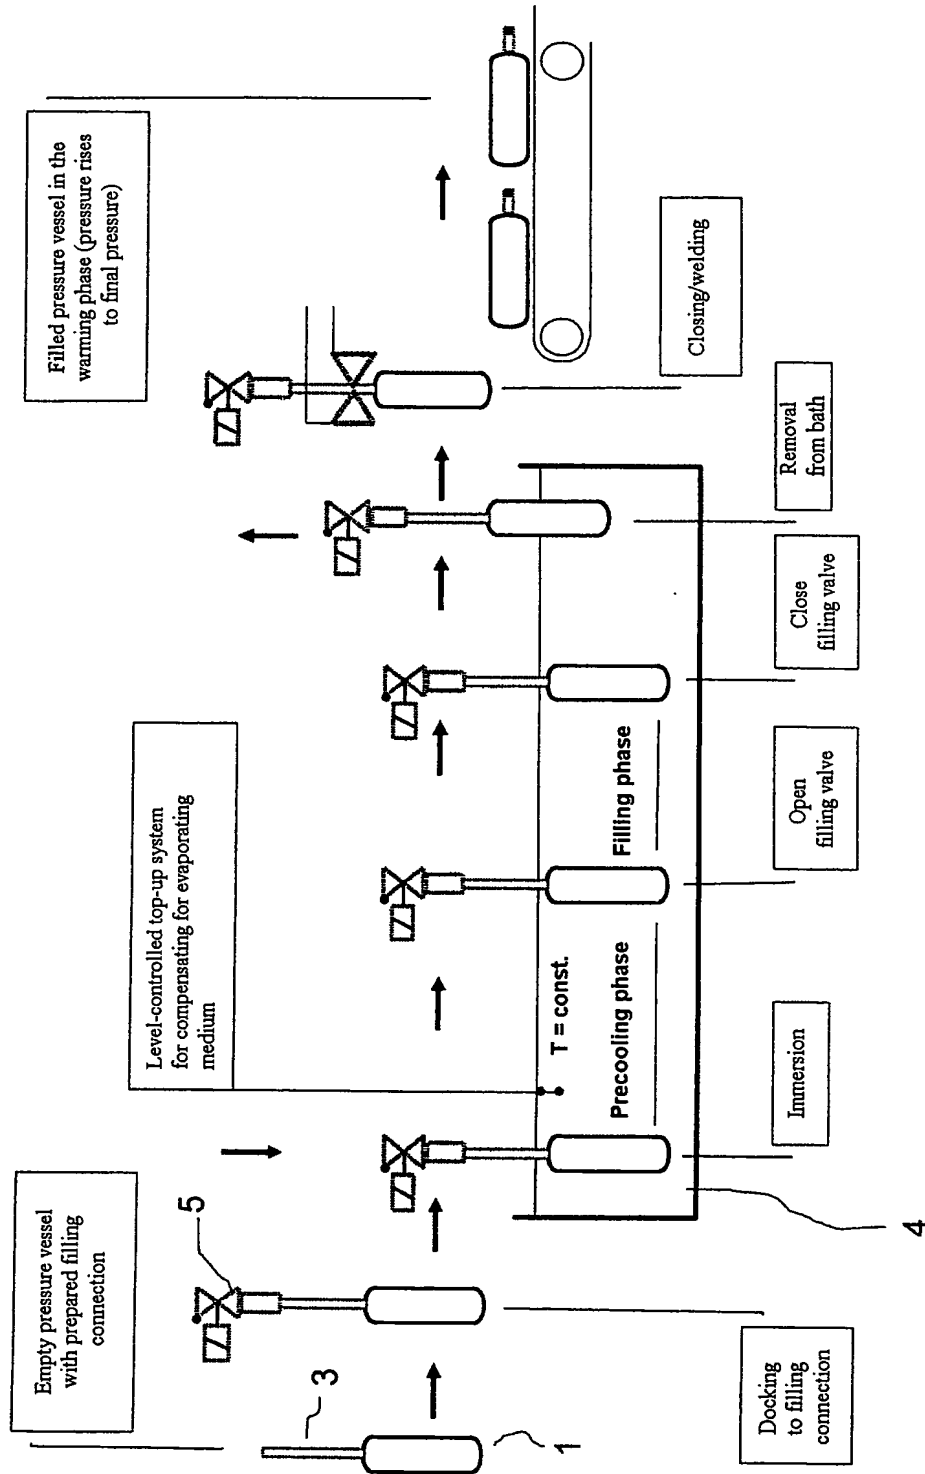 Empty pressure vessel
with prepared filling
connection
Level-controlled top-up system
for compensating for evaporating
medium
Filled pressure vessel in the
warming phase (pressure rises
to final pressure)
5
3
1
T = const.
Precooling phase
Filling phase
4
Docking
to filling
connection
Immersion
Open
filling valve
Close
filling valve
Removal
from bath
Closing/welding